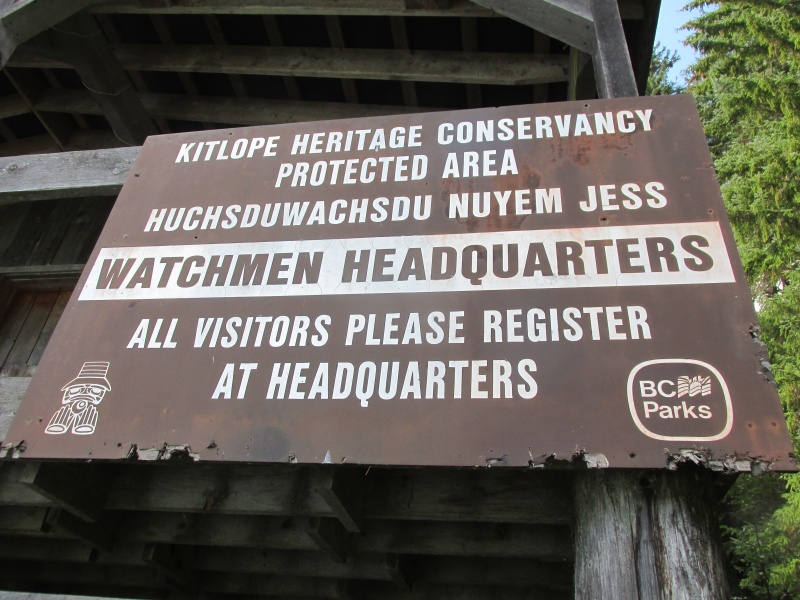 KITLOPE HERITAGE CONSERVANCY
PROTECTED AREA
HUCHSDUWACHSDU NUYEM JESS
WATCHMEN HEADQUARTERS
ALL VISITORS PLEASE REGISTER
AT HEADQUARTERS
BC
Parks